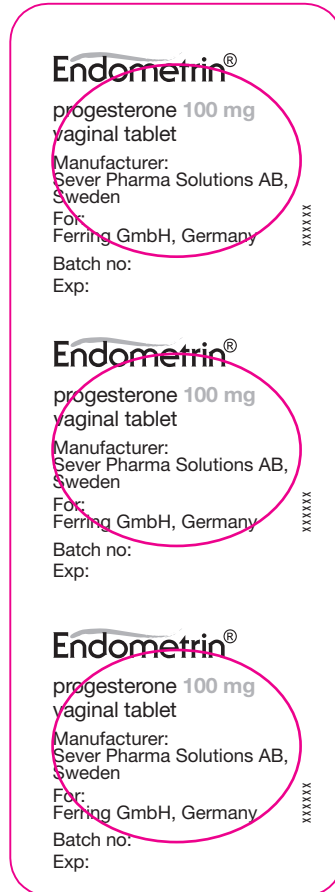 Endometrin®
progesterone 100 mg
vaginal tablet
Manufacturer:
Sever Pharma Solutions AB,
Sweden
For:
Ferring GmbH, Germany
XXXXXX
Batch no:
Exp:
Endometrin®
progesterone 100 mg
vaginal tablet
Manufacturer:
Sever Pharma Solutions AB,
Sweden
For:
Ferring GmbH, Germany
XXXXXX
Batch no:
Exp:
Endometrin®
progesterone 100 mg
vaginal tablet
Manufacturer:
Sever Pharma Solutions AB,
Sweden
For:
Ferring GmbH, Germany
XXXXXX
Batch no:
Exp: